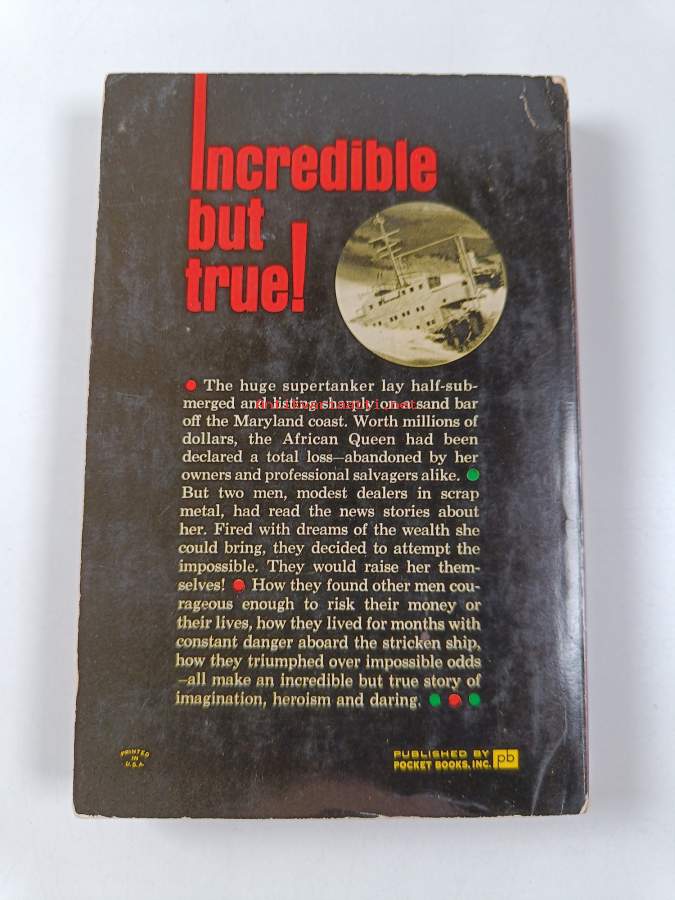 Incredible
but
true!
● The huge supertanker lay half-sub-
merged and listing sharply on a sand bar
off the Maryland coast. Worth millions of
dollars, the African Queen had been
declared a total loss—abandoned by her
owners and professional salvagers alike. ●
But two men, modest dealers in scrap
metal, had read the news stories about
her. Fired with dreams of the wealth she
could bring, they decided to attempt the
impossible. They would raise her them-
selves! ● How they found other men cou-
rageous enough to risk their money or
their lives, how they lived for months with
constant danger aboard the stricken ship,
how they triumphed over impossible odds
—all make an incredible but true story of
imagination, heroism and daring. ● ● ●
PRINTED
IN
U.S.A.
PUBLISHED BY
POCKET BOOKS, INC.
pb